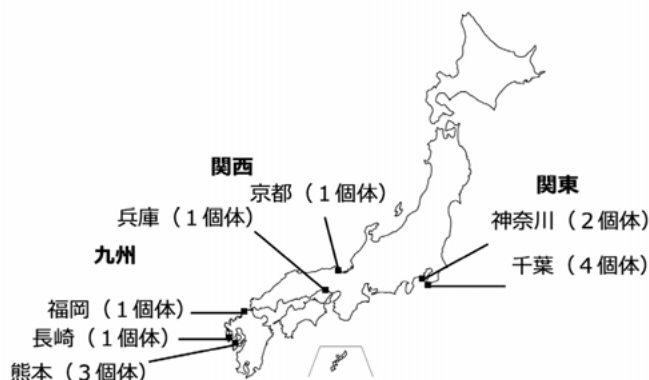 関西
京都（１個体）
兵庫（１個体）
関東
神奈川（２個体）
千葉（４個体）
九州
福岡（１個体）
長崎（１個体）
熊本（３個体）